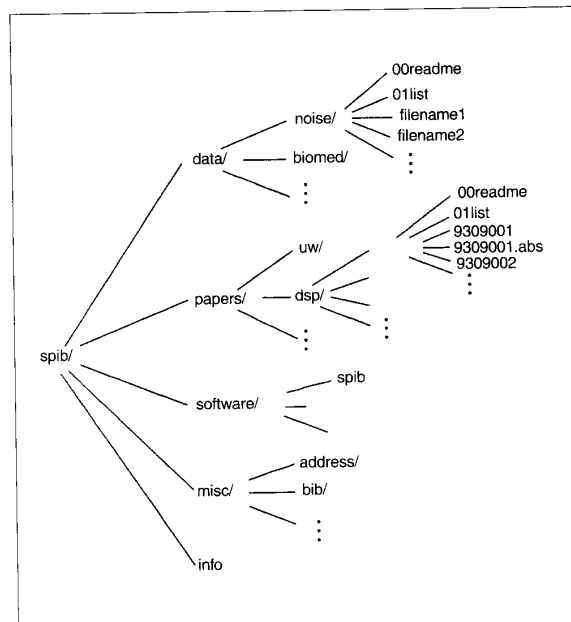 00readme
01list
noise/
filename1
filename2
data/
biomed/
00readme
01list
9309001
uw/
9309001.abs
9309002
papers/
dsp/
spib/
spib
software/
address/
misc/
bib/
info